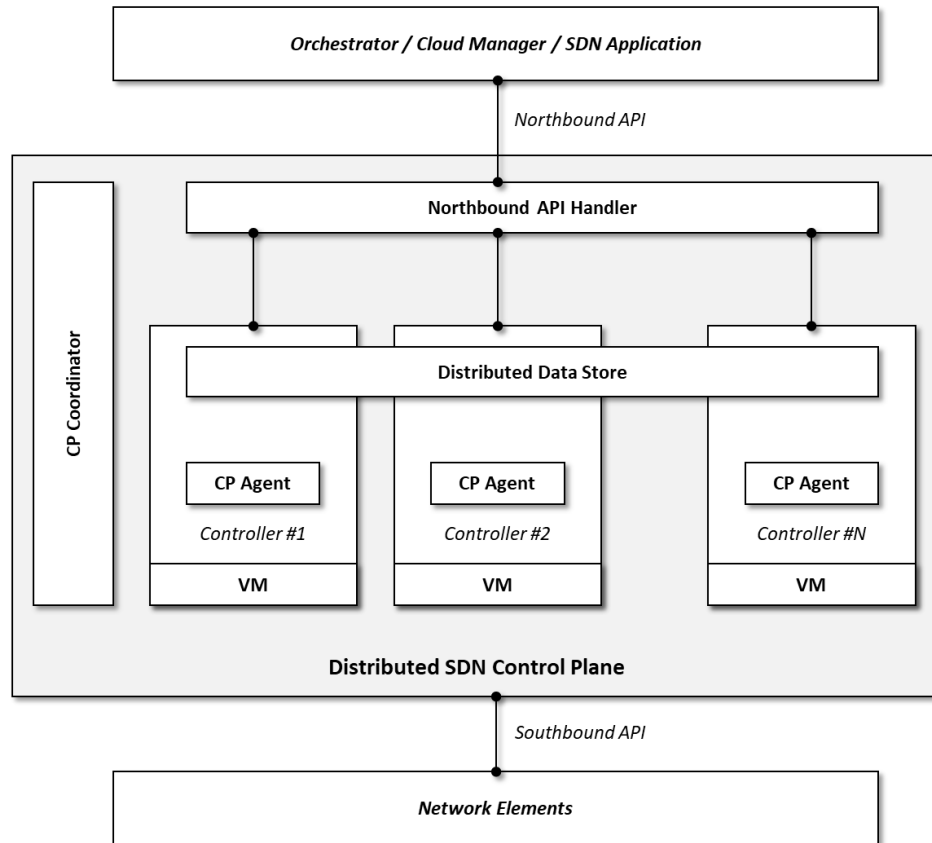 Orchestrator / Cloud Manager / SDN Application
Northbound API
Northbound API Handler
CP Coordinator
Distributed Data Store
CP Agent
CP Agent
CP Agent
Controller #1
Controller #2
Controller #N
VM
VM
VM
Distributed SDN Control Plane
Southbound API
Network Elements